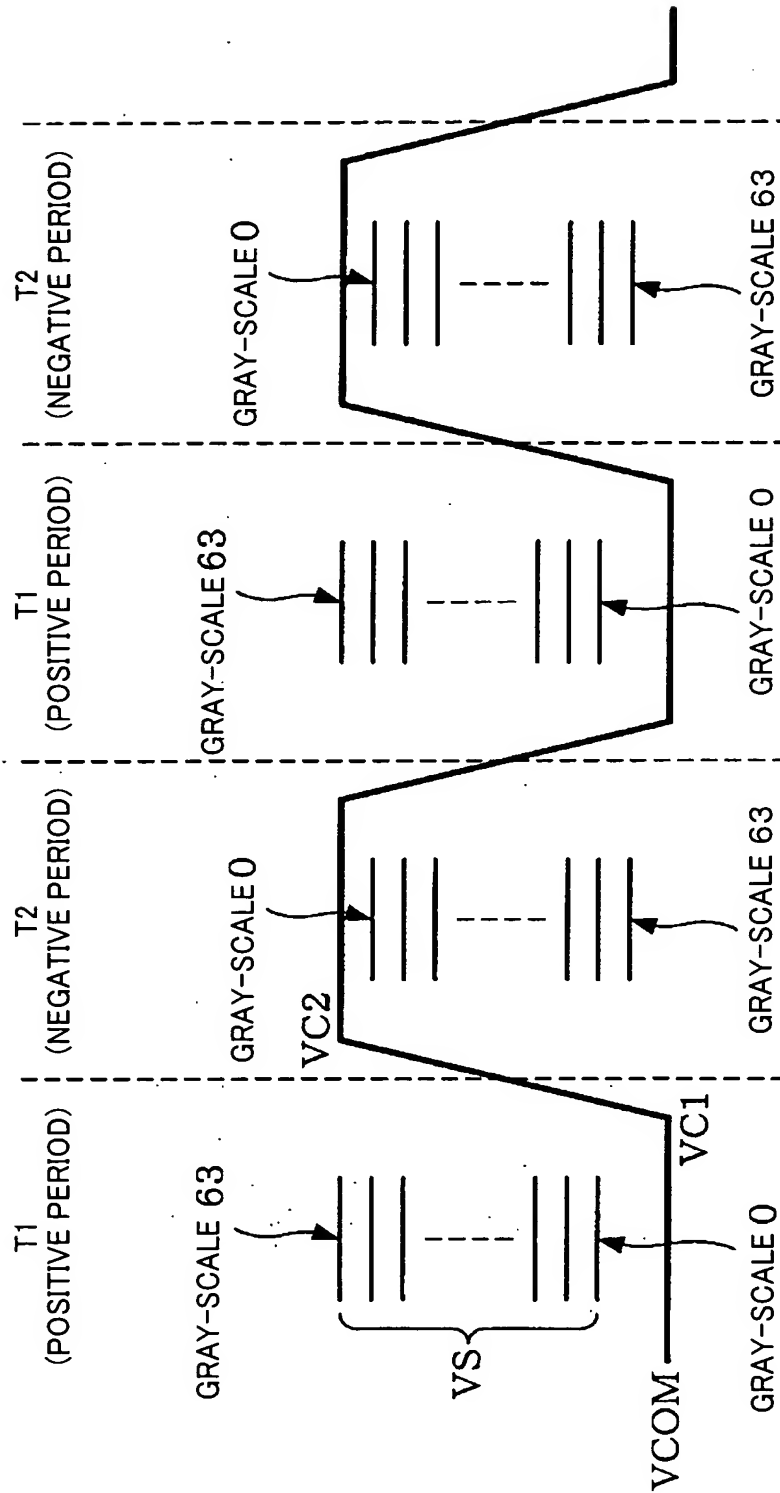 T1
(POSITIVE PERIOD)
T2
(NEGATIVE PERIOD)
T1
(POSITIVE PERIOD)
T2
(NEGATIVE PERIOD)
GRAY-SCALE 63
GRAY-SCALE 0
GRAY-SCALE 63
GRAY-SCALE 0
VS
VC2
VCOM
VC1
GRAY-SCALE 0
GRAY-SCALE 63
GRAY-SCALE 0
GRAY-SCALE 63